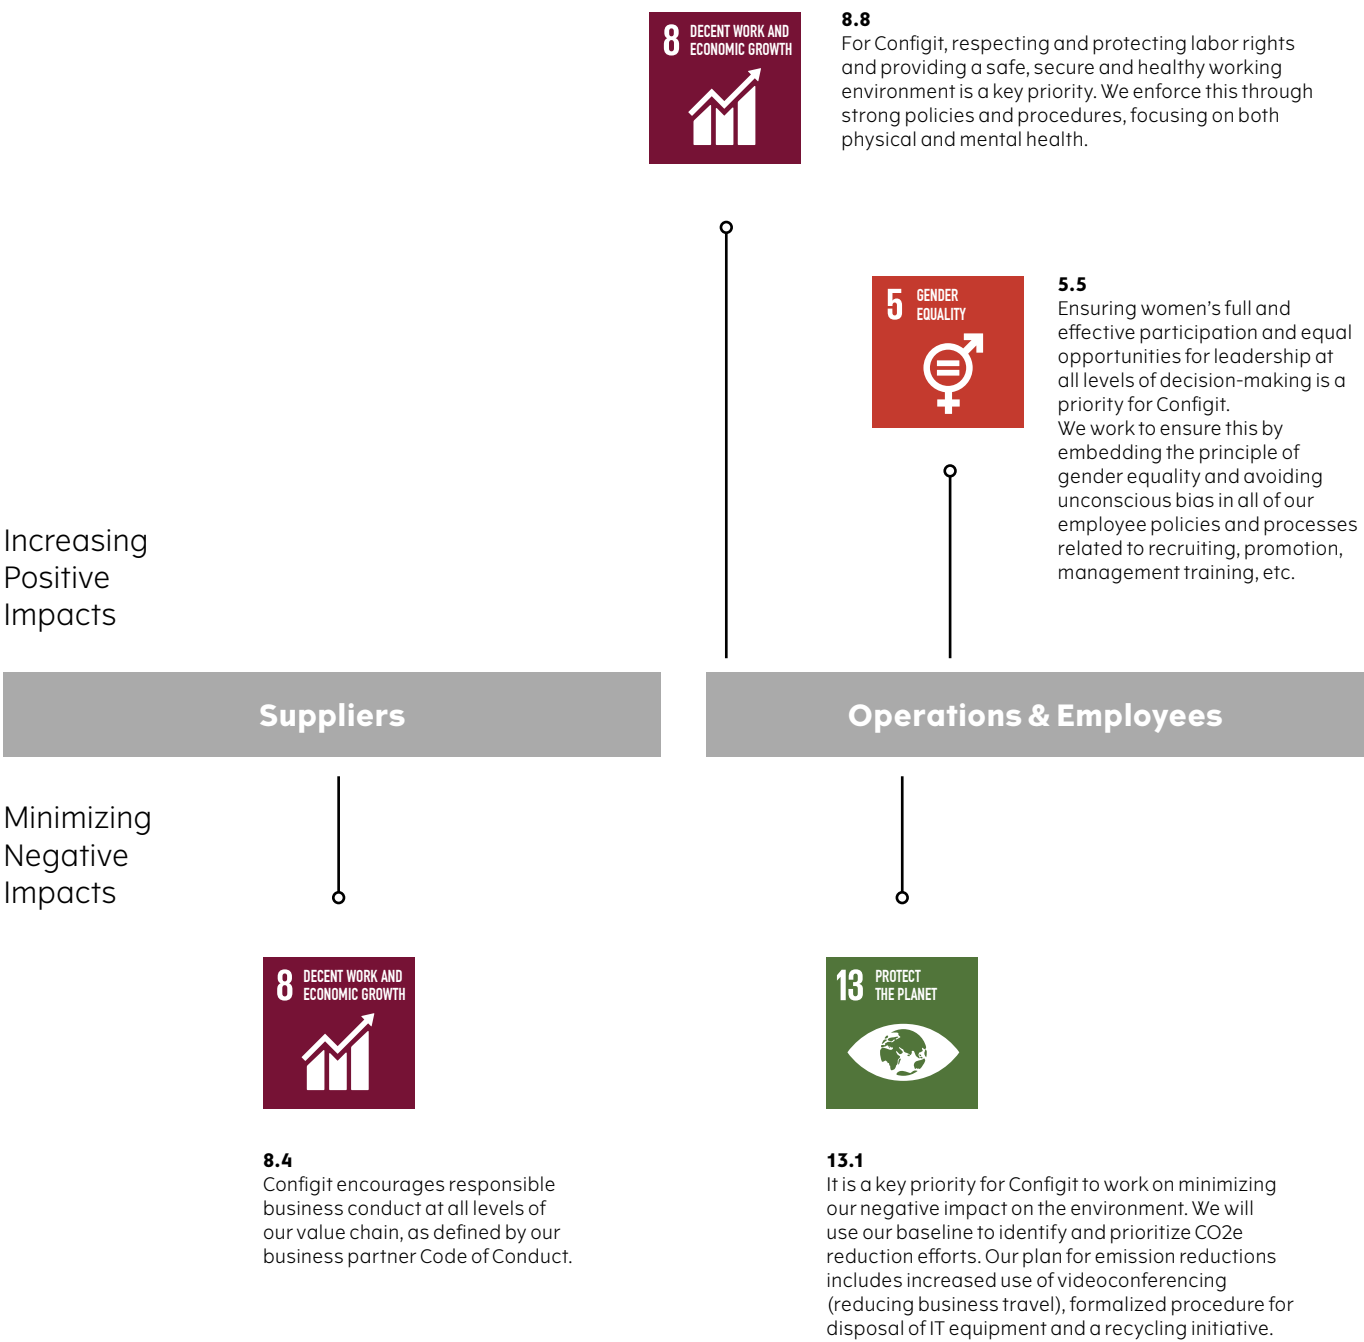 8 DECENT WORK AND
ECONOMIC GROWTH
8.8
For Configit, respecting and protecting labor rights
and providing a safe, secure and healthy working
environment is a key priority. We enforce this through
strong policies and procedures, focusing on both
physical and mental health.
5 GENDER
EQUALITY
5.5
Ensuring women’s full and
effective participation and equal
opportunities for leadership at
all levels of decision-making is a
priority for Configit.
We work to ensure this by
embedding the principle of
gender equality and avoiding
unconscious bias in all of our
employee policies and processes
related to recruiting, promotion,
management training, etc.
Increasing
Positive
Impacts
Suppliers
Operations & Employees
Minimizing
Negative
Impacts
8 DECENT WORK AND
ECONOMIC GROWTH
8.4
Configit encourages responsible
business conduct at all levels of
our value chain, as defined by our
business partner Code of Conduct.
13 PROTECT
THE PLANET
13.1
It is a key priority for Configit to work on minimizing
our negative impact on the environment. We will
use our baseline to identify and prioritize CO2e
reduction efforts. Our plan for emission reductions
includes increased use of videoconferencing
(reducing business travel), formalized procedure for
disposal of IT equipment and a recycling initiative.